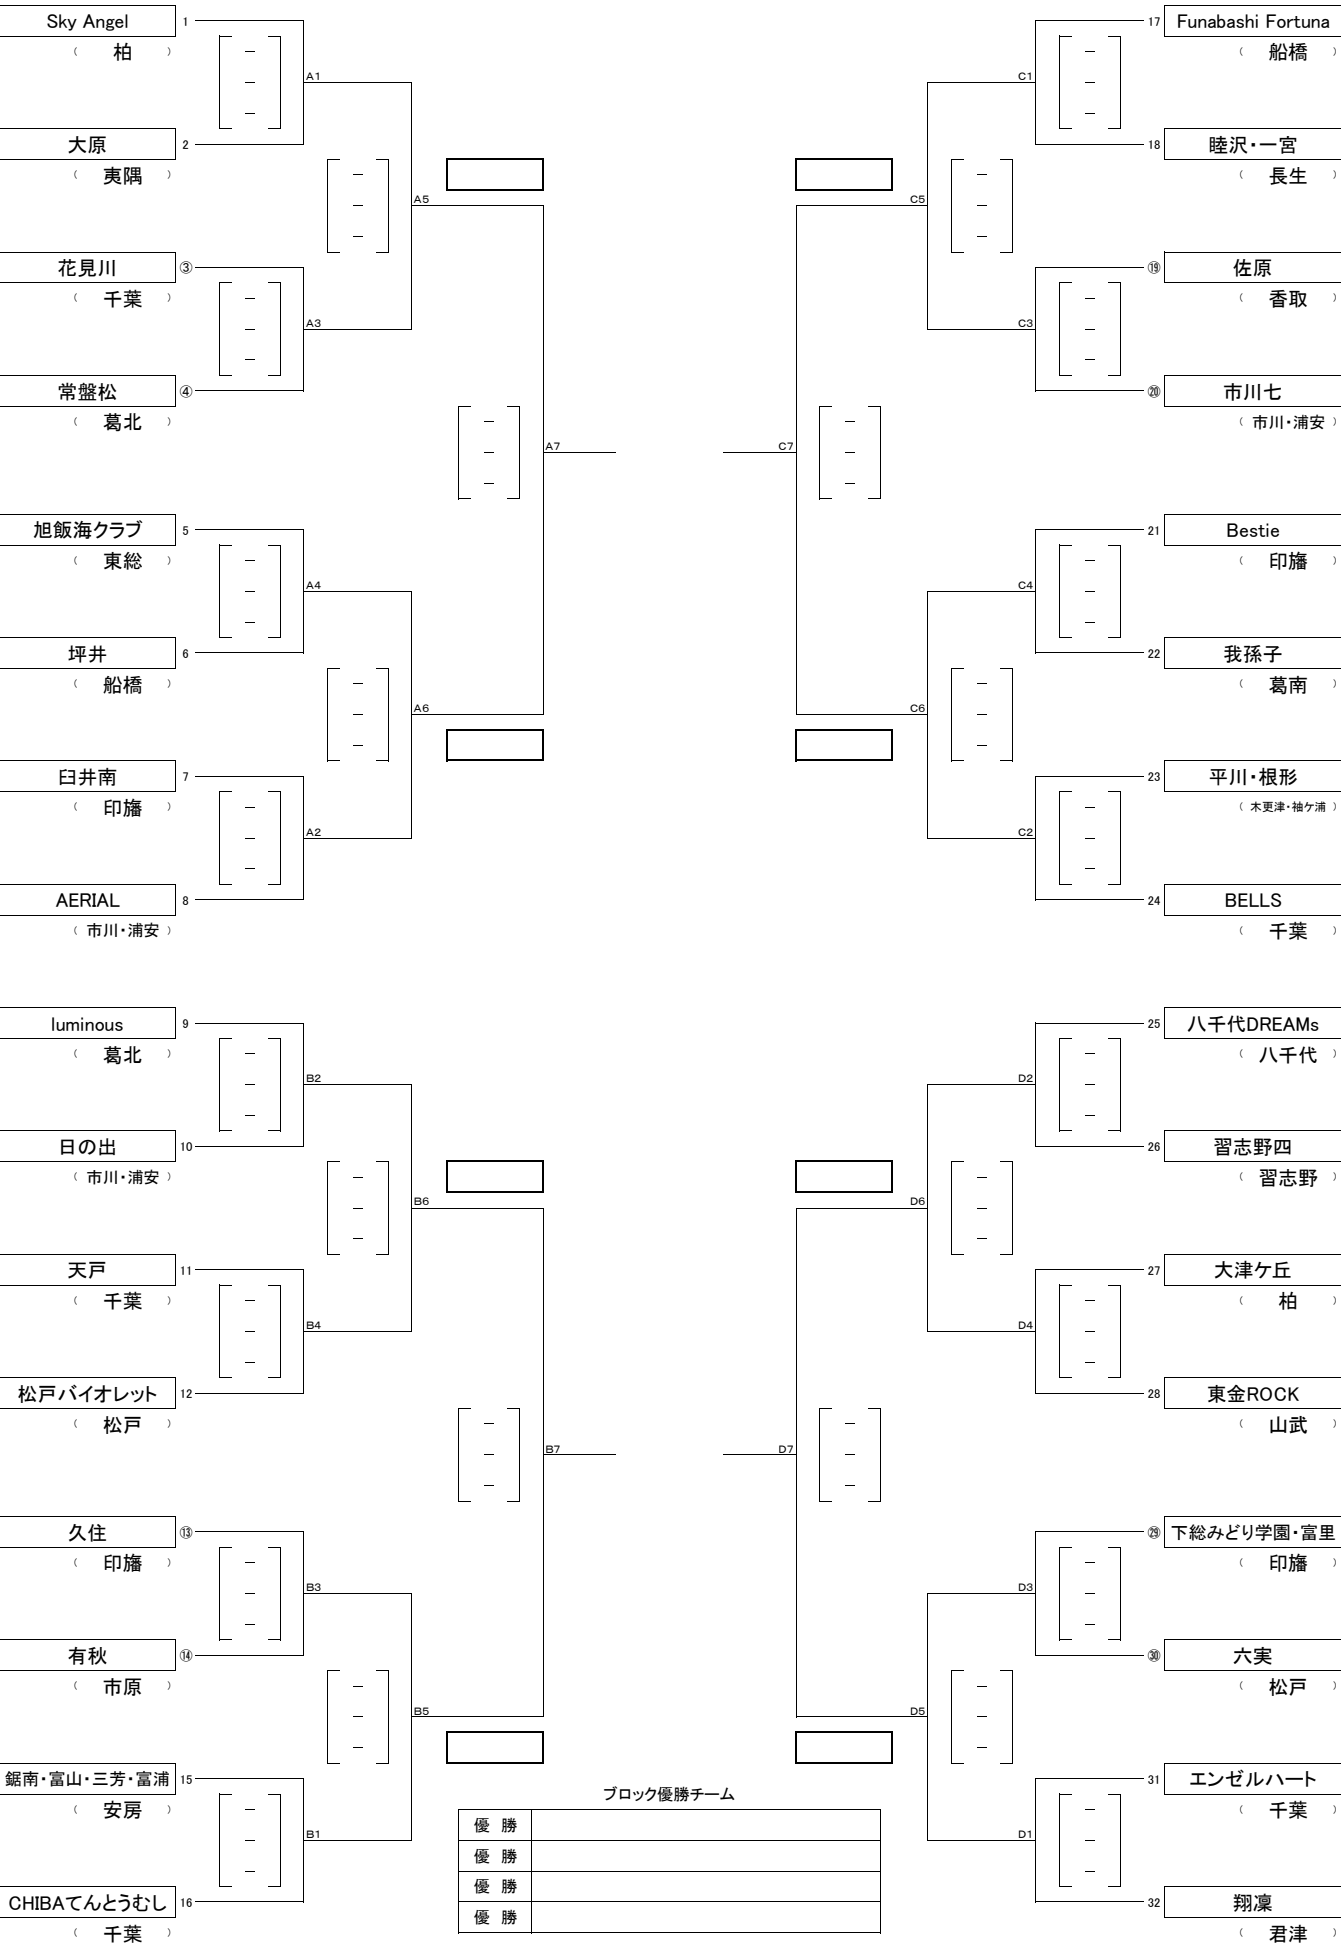 Sky Angel 1
（ 柏 ）
A1
大原 2
（ 夷隅 ）
A5
花見川 ③
（ 千葉 ）
A3
常盤松 ④
（ 葛北 ）
A7
旭飯海クラブ 5
（ 東総 ）
A4
坪井 6
（ 船橋 ）
A6
臼井南 7
（ 印旛 ）
A2
AERIAL 8
（ 市川・浦安 ）
luminous 9
（ 葛北 ）
B2
日の出 10
（ 市川・浦安 ）
B6
天戸 11
（ 千葉 ）
B4
松戸バイオレット 12
（ 松戸 ）
B7
久住 ⑬
（ 印旛 ）
B3
有秋 ⑭
（ 市原 ）
B5
鋸南・富山・三芳・富浦 15
（ 安房 ）
B1
CHIBAてんとうむし 16
（ 千葉 ）
17 Funabashi Fortuna
（ 船橋 ）
C1
18 睦沢・一宮
（ 長生 ）
C5
⑲ 佐原
（ 香取 ）
C3
⑳ 市川七
（ 市川・浦安 ）
C7
21 Bestie
（ 印旛 ）
C4
22 我孫子
（ 葛南 ）
C6
23 平川・根形
（ 木更津・袖ケ浦 ）
C2
24 BELLS
（ 千葉 ）
25 八千代DREAMs
（ 八千代 ）
D2
26 習志野四
（ 習志野 ）
D6
27 大津ケ丘
（ 柏 ）
D4
28 東金ROCK
（ 山武 ）
D7
㉙ 下総みどり学園・富里
（ 印旛 ）
D3
㉚ 六実
（ 松戸 ）
D5
31 エンゼルハート
（ 千葉 ）
D1
32 翔凜
（ 君津 ）
ブロック優勝チーム
優 勝
優 勝
優 勝
優 勝